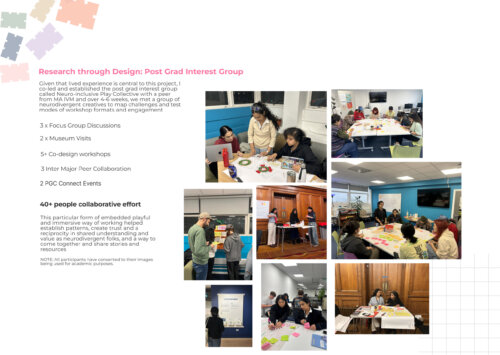 Research through Design: Post Grad Interest Group
Given that lived experience is central to this project, I
co-led and established the post grad interest group
called Neuro-inclusive Play Collective with a peer
from MA IVM and over 4-6 weeks, we mat a group of
neurodivergent creatives to map challenges and test
modes of workshop formats and engagement
3 x Focus Group Discussions
2 x Museum Visits
5+ Co-design workshops
3 Inter Major Peer Collaboration
2 PGC Connect Events
40+ people collaborative effort
This particular form of embedded playful
and immersive way of working helped
establish patterns, create trust and a
reciprocity in shared understanding and
value as neurodivergent folks, and a way to
come together and share stories and
resources
NOTE: All participants have consented to their images
being used for academic purposes.